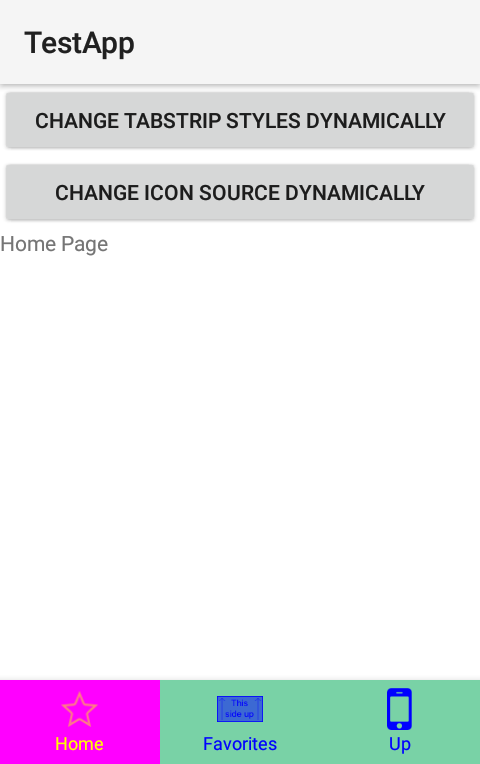 TestApp
CHANGE TABSTRIP STYLES DYNAMICALLY
CHANGE ICON SOURCE DYNAMICALLY
Home Page
This
side up
Home
Favorites
Up